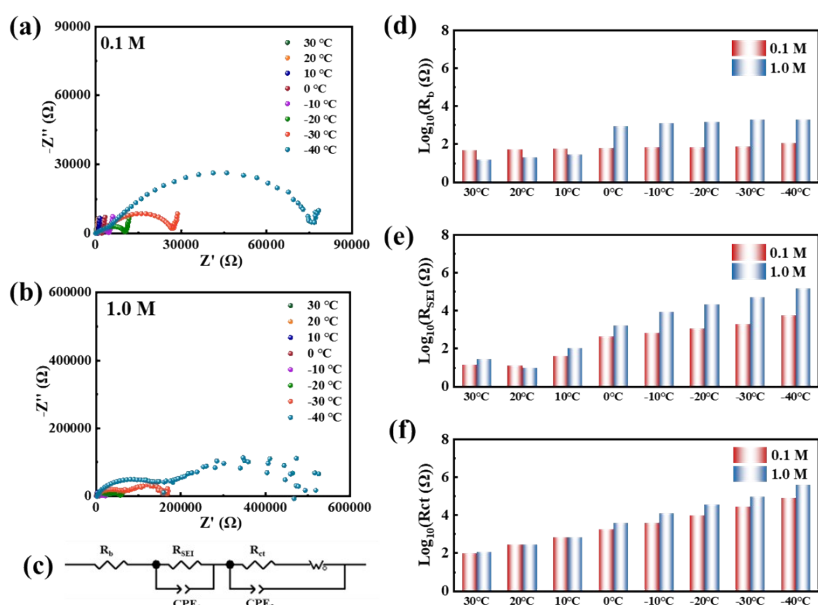 (a)
90000
60000
30000
0
-Z'' (Ω)
0.1 M
30 °C
20 °C
10 °C
0 °C
-10 °C
-20 °C
-30 °C
-40 °C
0 30000 60000 90000
Z' (Ω)
(b)
600000
400000
200000
0
-Z'' (Ω)
1.0 M
30 °C
20 °C
10 °C
0 °C
-10 °C
-20 °C
-30 °C
-40 °C
0 200000 400000 600000
Z' (Ω)
(c)
R_b R_SEI R_ct W_o
CPE CPE
(d)
8
6
4
2
0
Log₁₀(R_b (Ω))
0.1 M
1.0 M
30°C 20°C 10°C 0°C -10°C -20°C -30°C -40°C
(e)
8
6
4
2
0
Log₁₀(R_SEI (Ω))
0.1 M
1.0 M
30°C 20°C 10°C 0°C -10°C -20°C -30°C -40°C
(f)
8
6
4
2
0
Log₁₀(Rct (Ω))
0.1 M
1.0 M
30°C 20°C 10°C 0°C -10°C -20°C -30°C -40°C